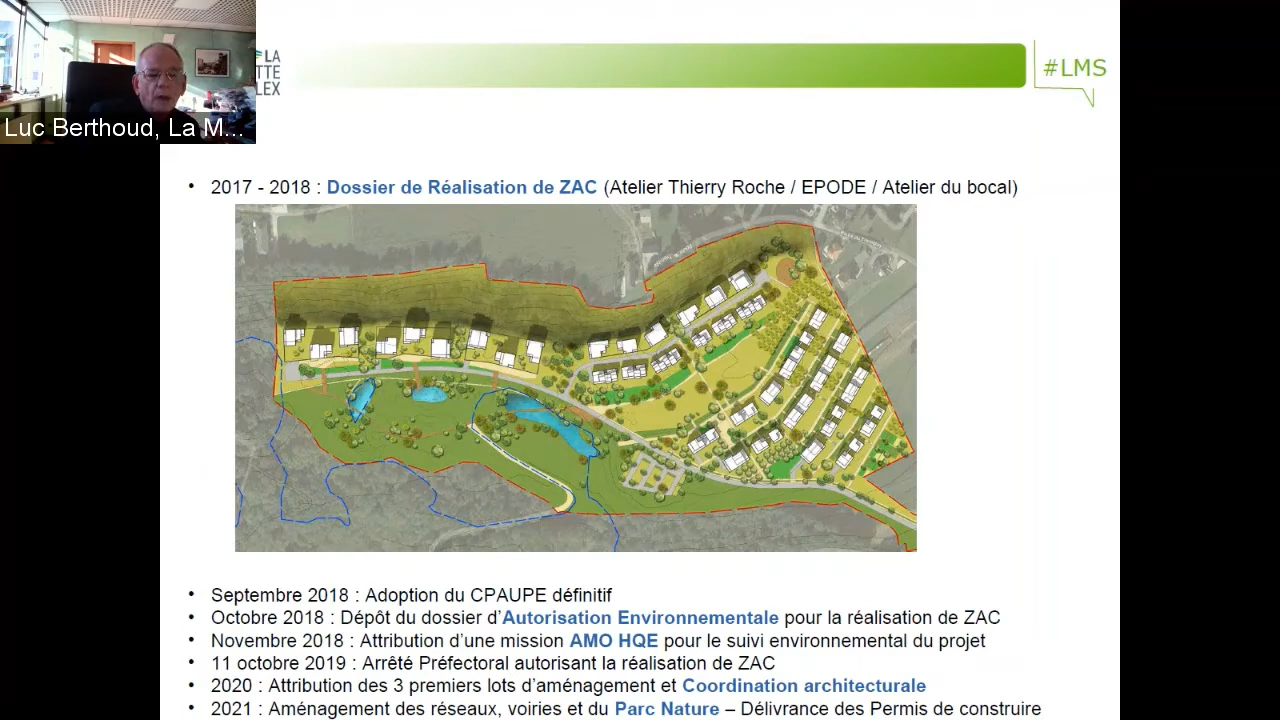 LA
TTE
LEX
#LMS
Luc Berthoud, La M...
• 2017 - 2018 : Dossier de Réalisation de ZAC (Atelier Thierry Roche / EPODE / Atelier du bocal)
• Septembre 2018 : Adoption du CPAUPE définitif
• Octobre 2018 : Dépôt du dossier d’Autorisation Environnementale pour la réalisation de ZAC
• Novembre 2018 : Attribution d’une mission AMO HQE pour le suivi environnemental du projet
• 11 octobre 2019 : Arrêté Préfectoral autorisant la réalisation de ZAC
• 2020 : Attribution des 3 premiers lots d’aménagement et Coordination architecturale
• 2021 : Aménagement des réseaux, voiries et du Parc Nature – Délivrance des Permis de construire